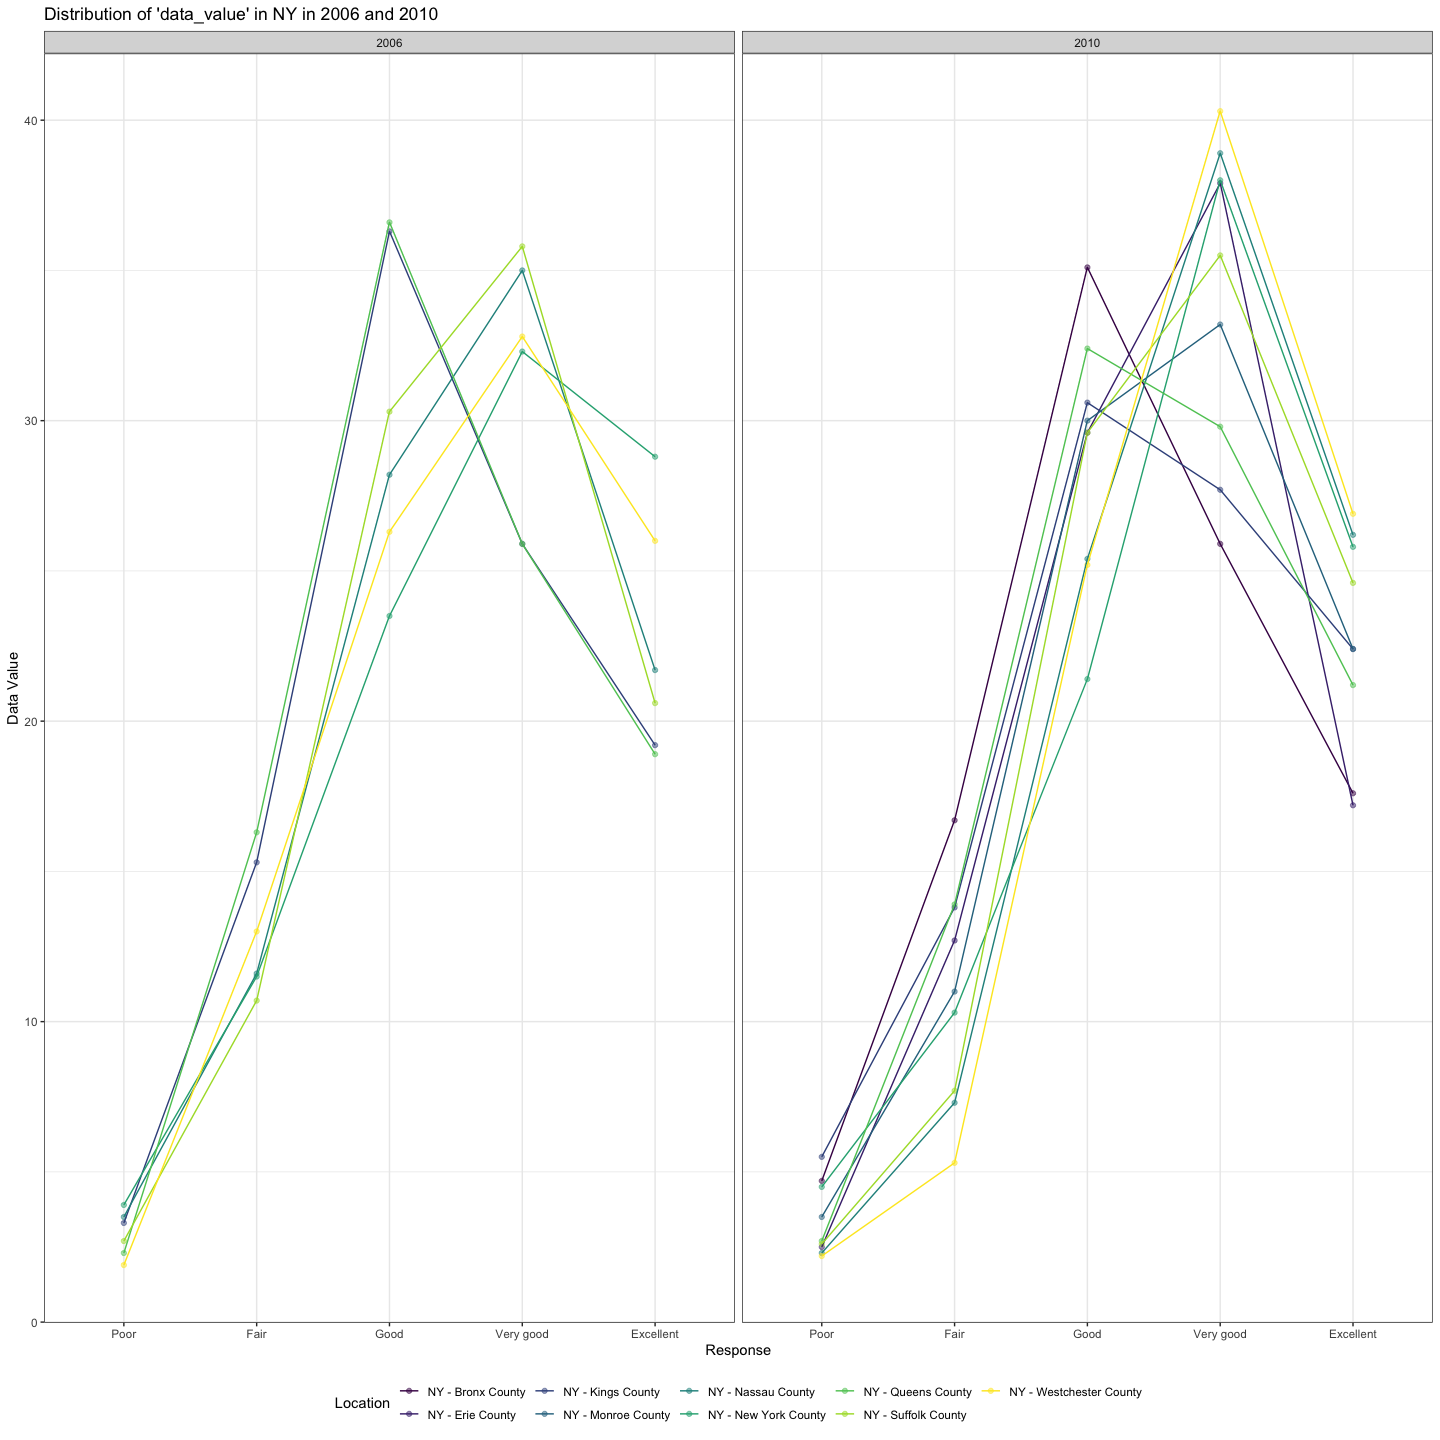 Distribution of 'data_value' in NY in 2006 and 2010
2006
2010
40
30
20
10
0
Data Value
Poor
Fair
Good
Very good
Excellent
Poor
Fair
Good
Very good
Excellent
Response
Location
NY - Bronx County
NY - Kings County
NY - Nassau County
NY - Queens County
NY - Westchester County
NY - Erie County
NY - Monroe County
NY - New York County
NY - Suffolk County